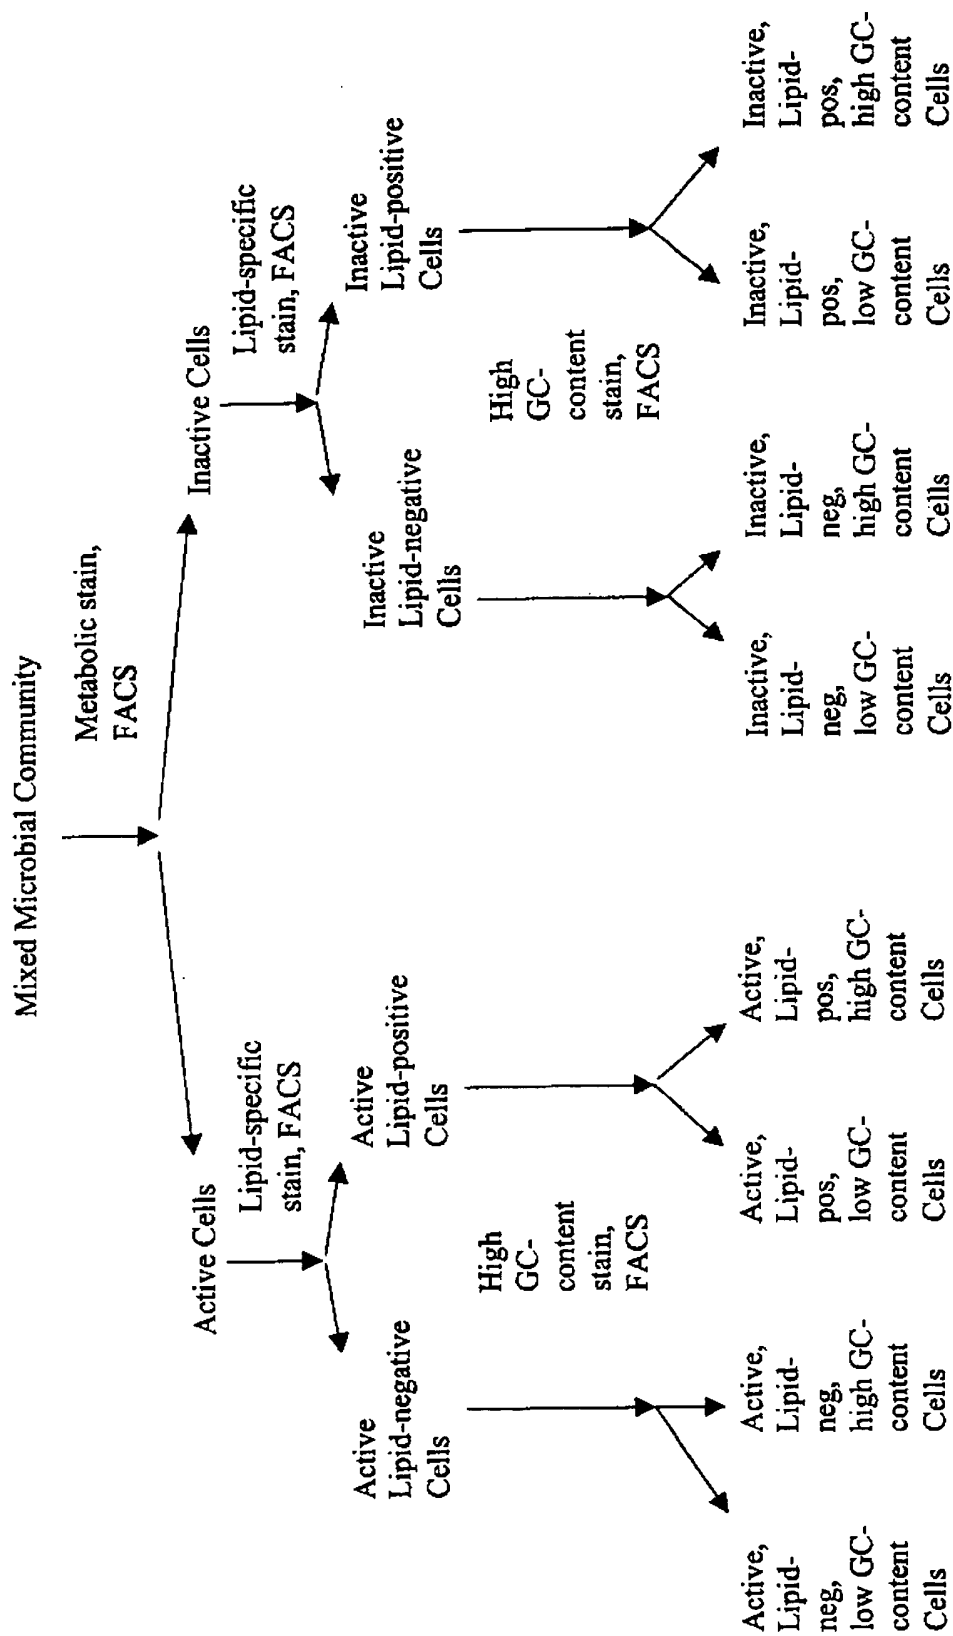 Mixed Microbial Community
Metabolic stain,
FACS
Active Cells
Inactive Cells
Lipid-specific
stain, FACS
Lipid-specific
stain, FACS
Active
Lipid-negative
Cells
Active
Lipid-positive
Cells
Inactive
Lipid-negative
Cells
Inactive
Lipid-positive
Cells
High
GC-
content
stain,
FACS
High
GC-
content
stain,
FACS
Active,
Lipid-
neg,
low GC-
content
Cells
Active,
Lipid-
neg,
high GC-
content
Cells
Active,
Lipid-
pos,
low GC-
content
Cells
Active,
Lipid-
pos,
high GC-
content
Cells
Inactive,
Lipid-
neg,
low GC-
content
Cells
Inactive,
Lipid-
neg,
high GC-
content
Cells
Inactive,
Lipid-
pos,
low GC-
content
Cells
Inactive,
Lipid-
pos,
high GC-
content
Cells